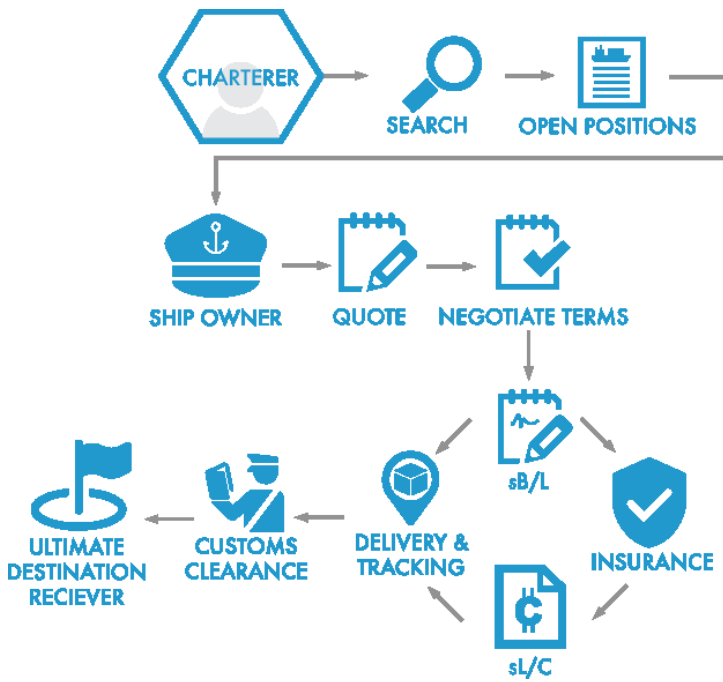 CHARTERER
SEARCH
OPEN POSITIONS
SHIP OWNER
QUOTE
NEGOTIATE TERMS
sB/L
INSURANCE
sL/C
DELIVERY &
TRACKING
CUSTOMS
CLEARANCE
ULTIMATE
DESTINATION
RECIEVER